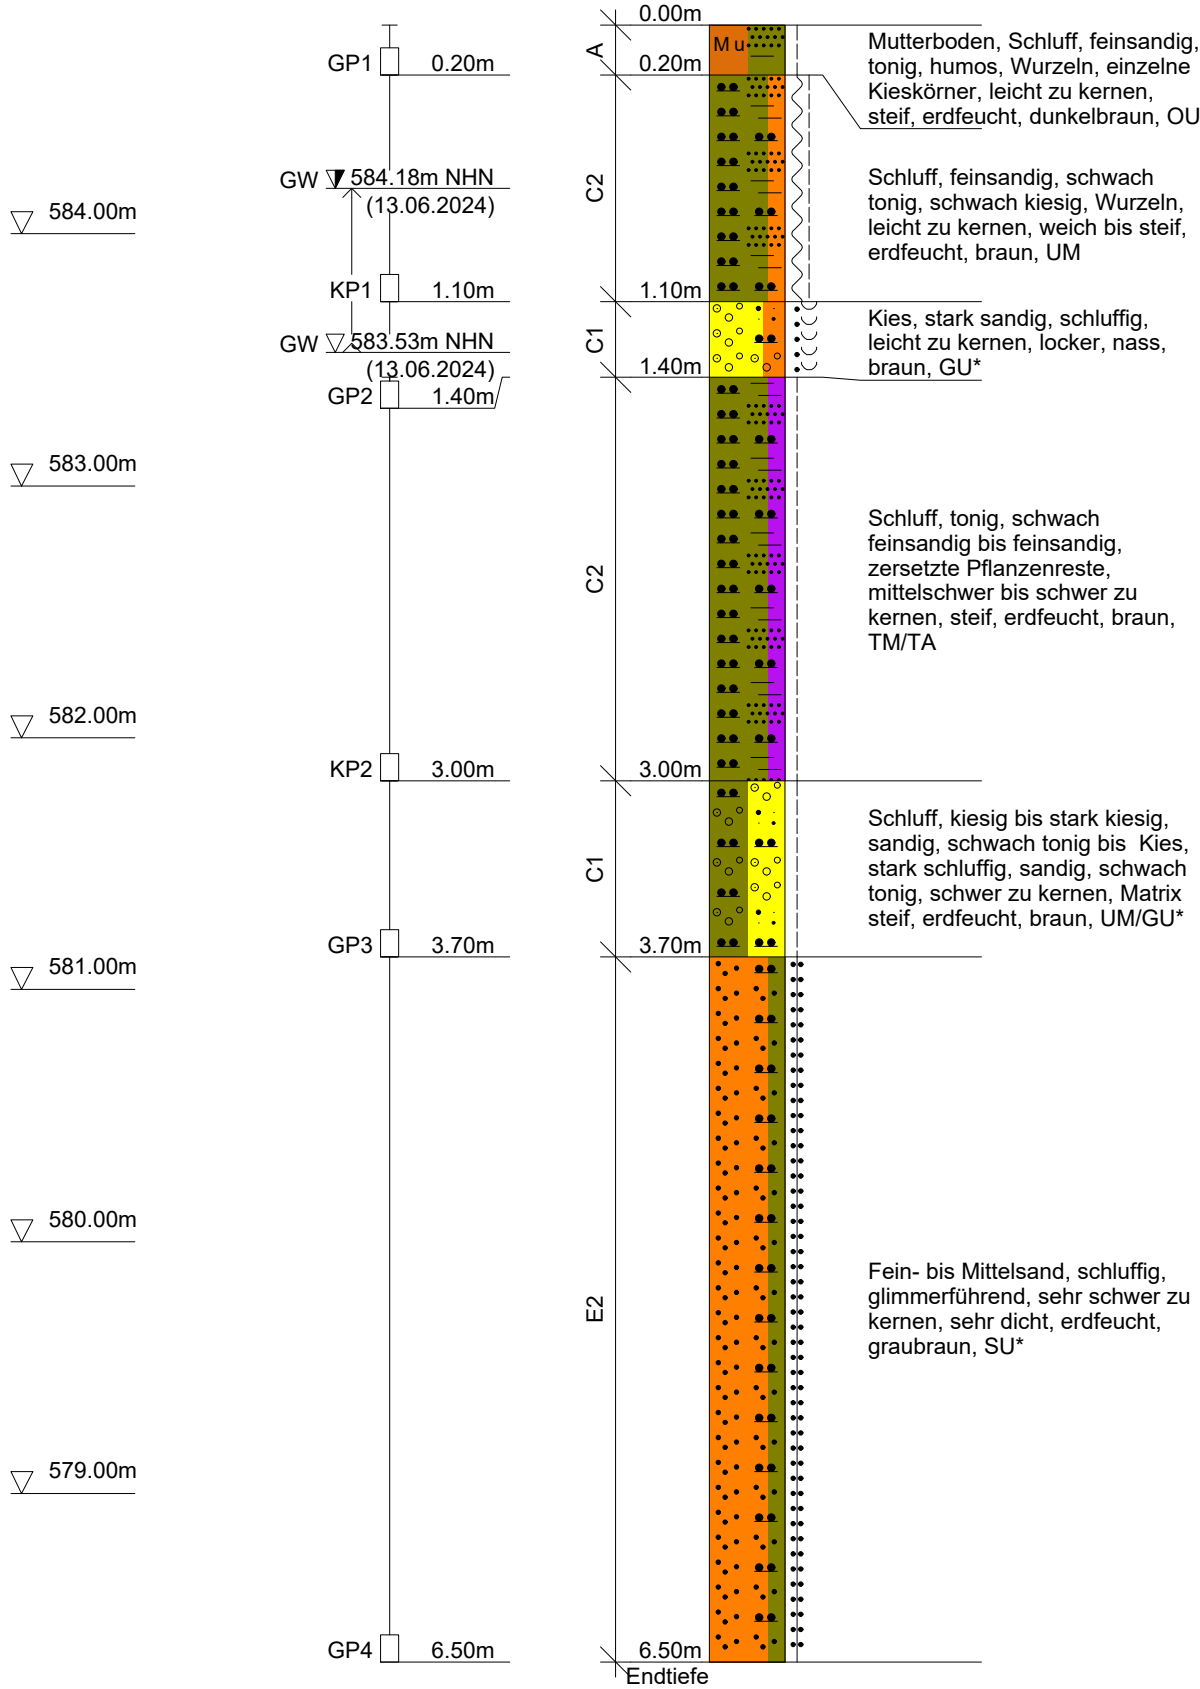 0.00m
A
Mu
Mutterboden, Schluff, feinsandig,
tonig, humos, Wurzeln, einzelne
Kieskörner, leicht zu kernen,
steif, erdfeucht, dunkelbraun, OU
GP1 0.20m
0.20m
C2
GW 584.18m NHN
(13.06.2024)
584.00m
Schluff, feinsandig, schwach
tonig, schwach kiesig, Wurzeln,
leicht zu kernen, weich bis steif,
erdfeucht, braun, UM
KP1 1.10m
1.10m
C1
GW 583.53m NHN
(13.06.2024)
Kies, stark sandig, schluffig,
leicht zu kernen, locker, nass,
braun, GU*
1.40m
GP2 1.40m
583.00m
C2
Schluff, tonig, schwach
feinsandig bis feinsandig,
zersetzte Pflanzenreste,
mittelschwer bis schwer zu
kernen, steif, erdfeucht, braun,
TM/TA
582.00m
KP2 3.00m
3.00m
C1
Schluff, kiesig bis stark kiesig,
sandig, schwach tonig bis  Kies,
stark schluffig, sandig, schwach
tonig, schwer zu kernen, Matrix
steif, erdfeucht, braun, UM/GU*
GP3 3.70m
3.70m
581.00m
580.00m
E2
Fein- bis Mittelsand, schluffig,
glimmerführend, sehr schwer zu
kernen, sehr dicht, erdfeucht,
graubraun, SU*
579.00m
GP4 6.50m
6.50m
Endtiefe